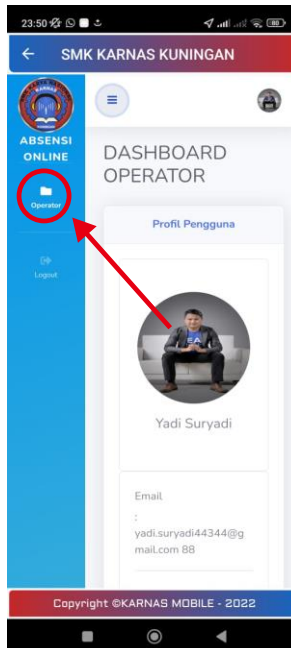 23:50
SMK KARNAS KUNINGAN
KARNAS
ABSENSI
ONLINE
Operator
Logout
DASHBOARD
OPERATOR
Profil Pengguna
Yadi Suryadi
Email
:
yadi.suryadi44344@g
mail.com 88
Copyright ©KARNAS MOBILE - 2022